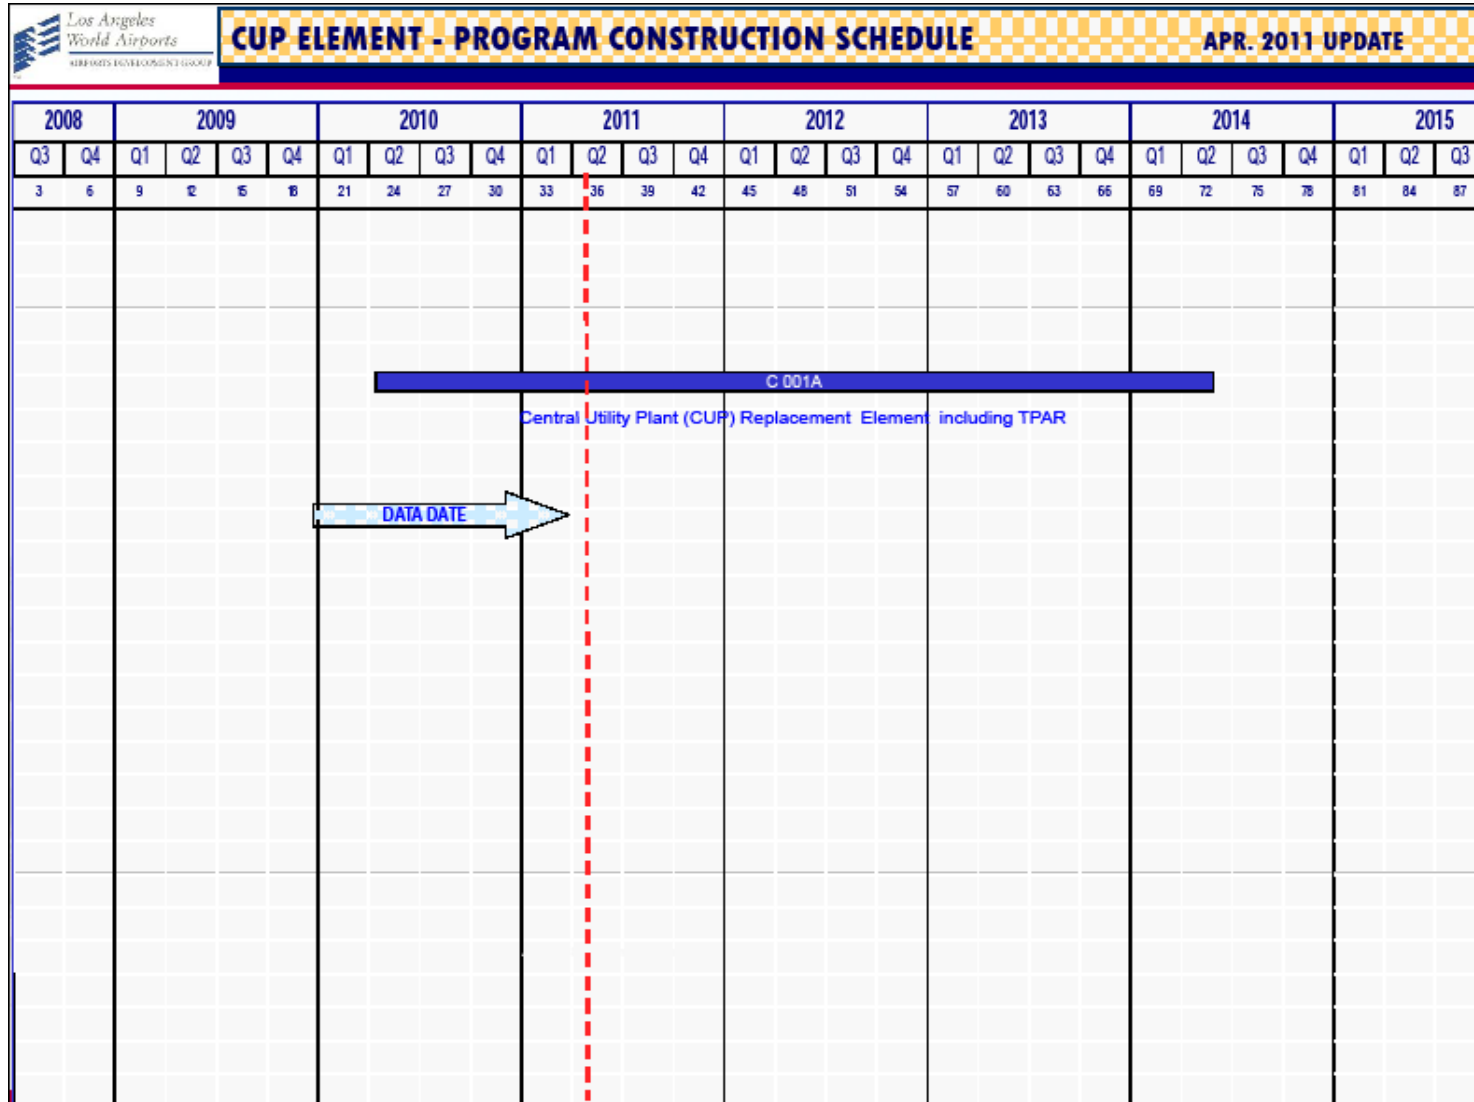 Los Angeles
World Airports
AIRPORTS DEVELOPMENT GROUP
CUP ELEMENT - PROGRAM CONSTRUCTION SCHEDULE APR. 2011 UPDATE
2008 2009 2010 2011 2012 2013 2014 2015
Q3 Q4 Q1 Q2 Q3 Q4 Q1 Q2 Q3 Q4 Q1 Q2 Q3 Q4 Q1 Q2 Q3 Q4 Q1 Q2 Q3 Q4 Q1 Q2 Q3 Q4 Q1 Q2 Q3
3 6 9 12 15 18 21 24 27 30 33 36 39 42 45 48 51 54 57 60 63 66 69 72 75 78 81 84 87
C 001A
Central Utility Plant (CUP) Replacement Element including TPAR
DATA DATE